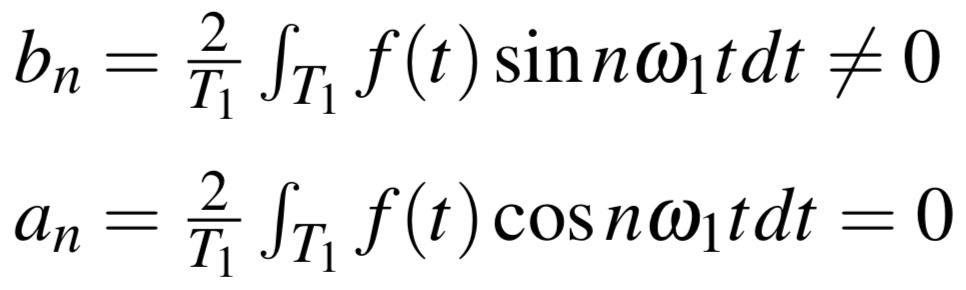 b_n = \frac{2}{T_1} \int_{T_1} f(t) \sin n\omega_1 t dt \neq 0
a_n = \frac{2}{T_1} \int_{T_1} f(t) \cos n\omega_1 t dt = 0